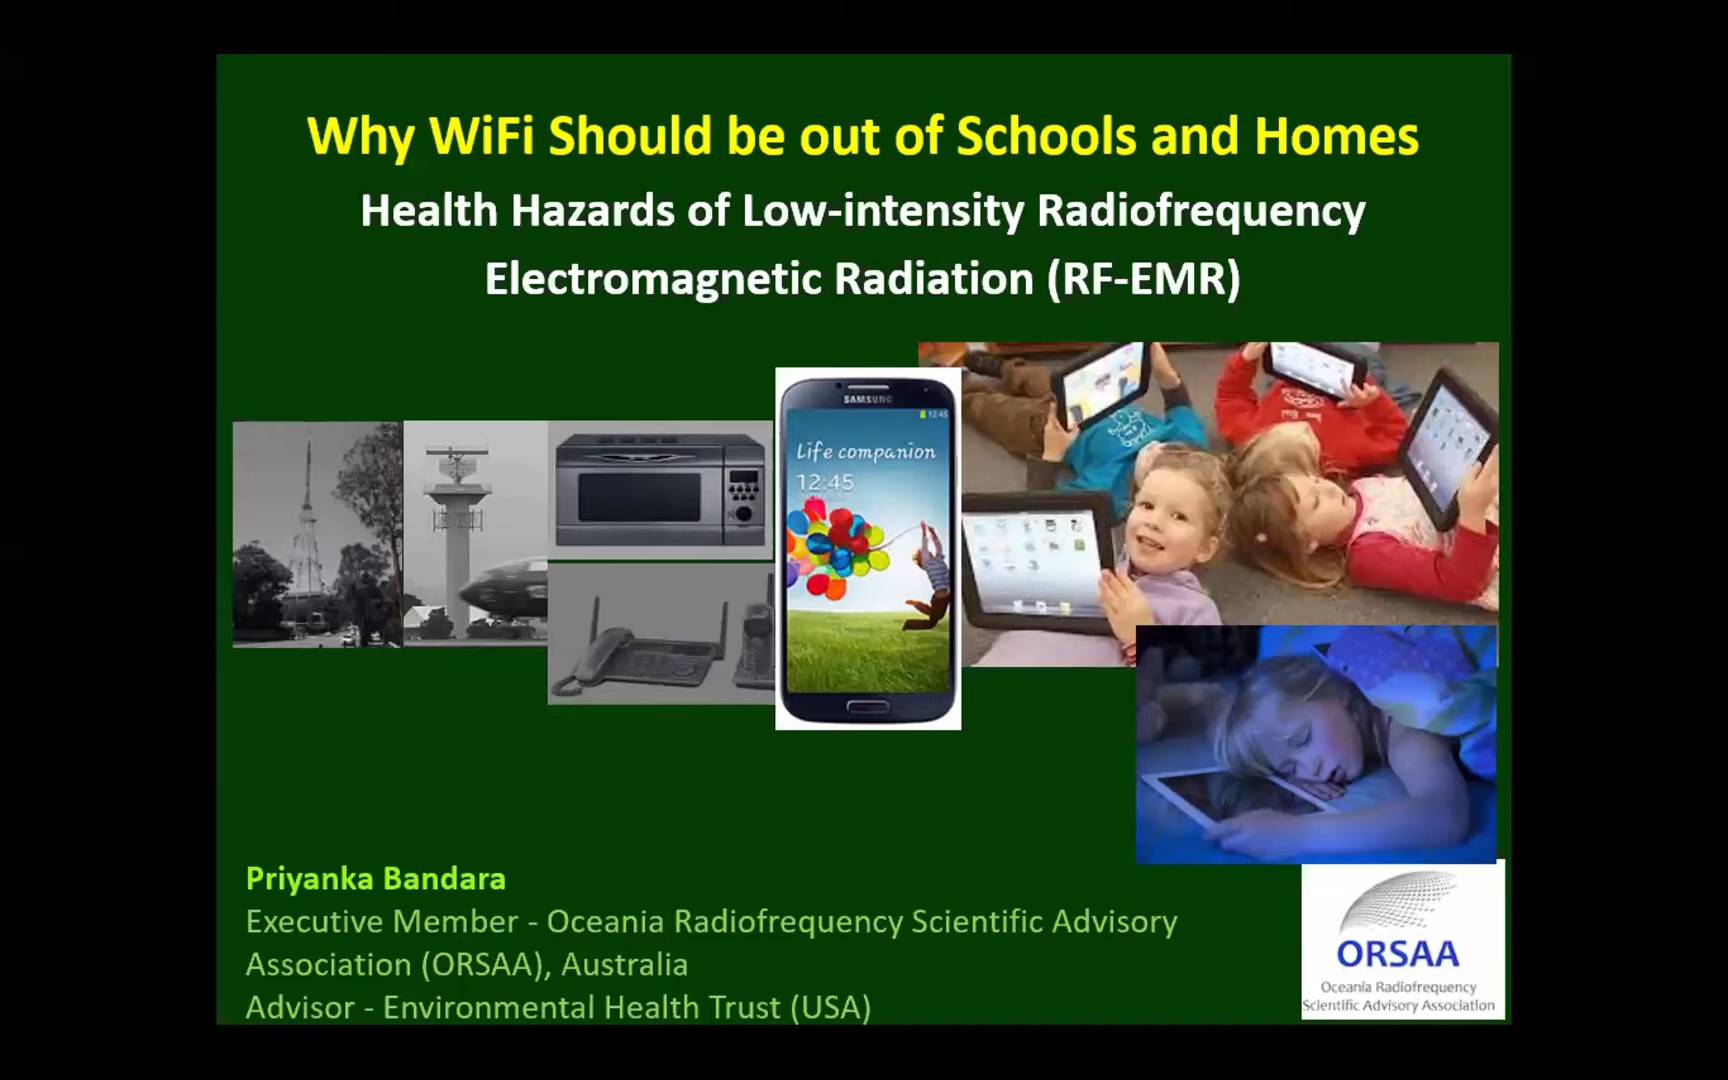 Why WiFi Should be out of Schools and Homes
Health Hazards of Low-intensity Radiofrequency
Electromagnetic Radiation (RF-EMR)
SAMSUNG
12:45
Life companion
12:45
Priyanka Bandara
Executive Member - Oceania Radiofrequency Scientific Advisory
Association (ORSAA), Australia
Advisor - Environmental Health Trust (USA)
ORSAA
Oceania Radiofrequency
Scientific Advisory Association